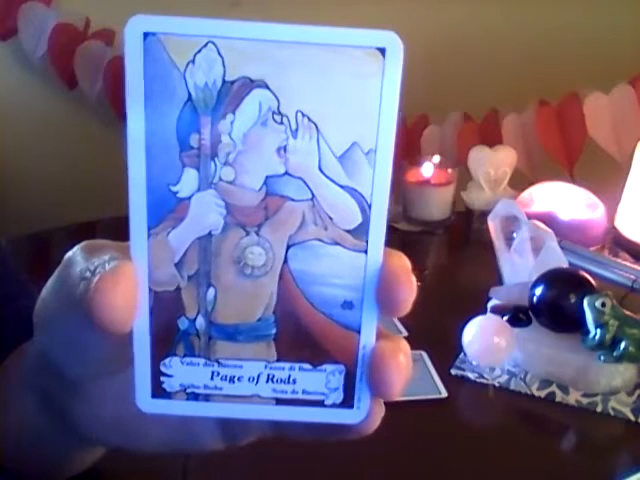 Valet des Batons Fante di Bastoni
Page of Rods
Stäbe-Bube Sota de Bastos